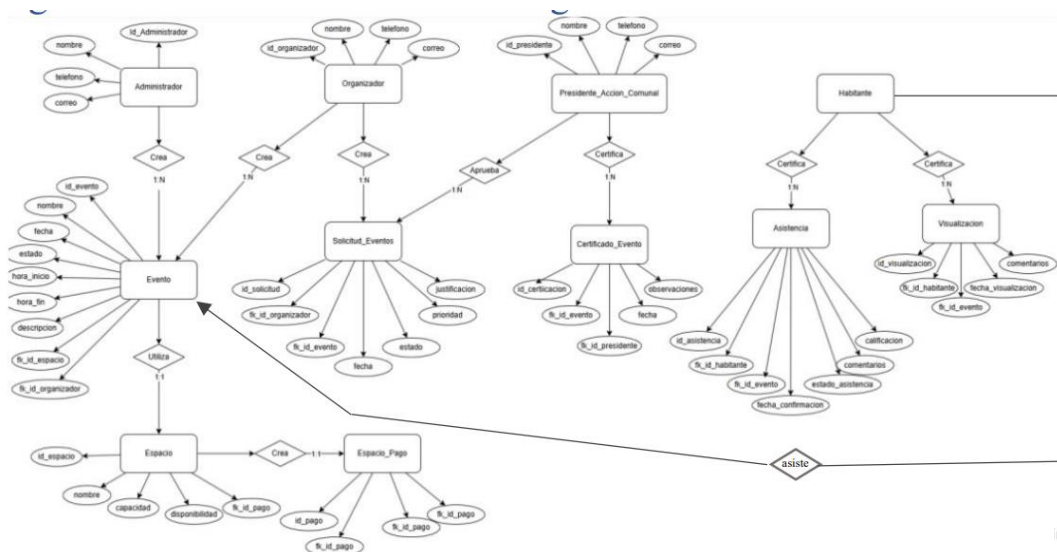 Id_Administrador
nombre
telefono
correo
Administrador
Crea
1:N
id_organizador
nombre
telefono
correo
Organizador
Crea
1:N
Crea
1:N
id_presidente
nombre
telefono
correo
Presidente_Accion_Comunal
Aprueba
1:N
Certifica
1:N
Habitante
Certifica
1:N
Certifica
1:N
id_evento
nombre
fecha
estado
hora_inicio
hora_fin
descripcion
fk_id_espacio
fk_id_organizador
Evento
Utiliza
1:1
Solicitud_Eventos
id_solicitud
fk_id_organizador
fk_id_evento
fecha
estado
prioridad
justificacion
Certificado_Evento
id_certiicacion
fk_id_evento
fk_id_presidente
fecha
observaciones
Asistencia
id_asistencia
fk_id_habitante
fk_id_evento
fecha_confirmacion
estado_asistencia
comentarios
calificacion
Visualizacion
id_visualizacion
fk_id_habitante
fk_id_evento
fecha_visualizacion
comentarios
Espacio
id_espacio
nombre
capacidad
disponibilidad
fk_id_pago
Crea
1:1
Espacio_Pago
id_pago
fk_id_pago
fk_id_pago
fk_id_pago
asiste